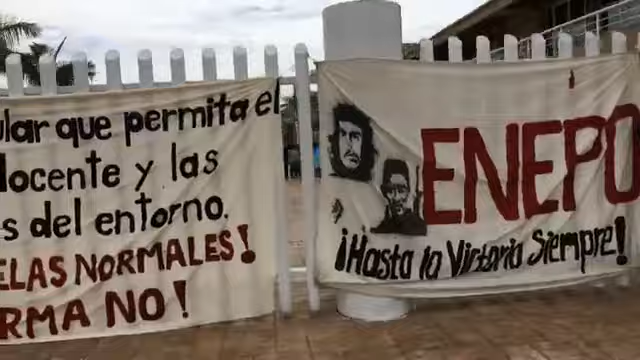 ular que permita el
docente y las
s del entorno.
ELAS NORMALES!
RMA NO!
ENEPO
¡Hasta la Victoria Siempre!